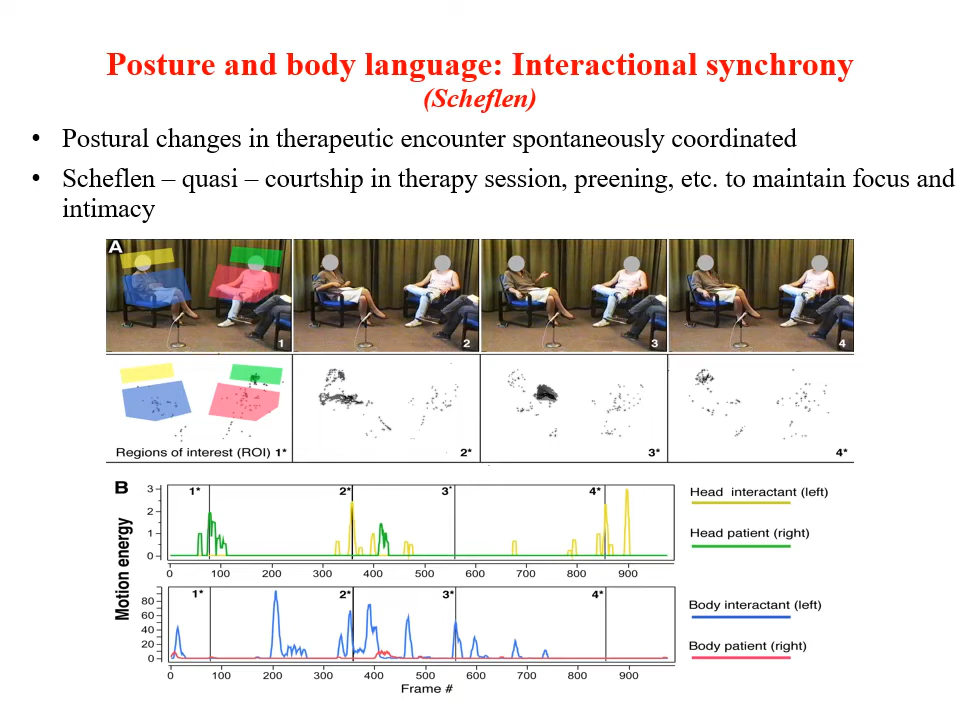 Posture and body language: Interactional synchrony
(Scheflen)
• Postural changes in therapeutic encounter spontaneously coordinated
• Scheflen – quasi – courtship in therapy session, preening, etc. to maintain focus and
intimacy
A
1
2
3
4
Regions of interest (ROI) 1*
2*
3*
4*
B
Motion energy
1*
2*
3*
4*
3
2
1
0
0 100 200 300 400 500 600 700 800 900
Head interactant (left)
Head patient (right)
1*
2*
3*
4*
80
60
40
20
0
0 100 200 300 400 500 600 700 800 900
Frame #
Body interactant (left)
Body patient (right)